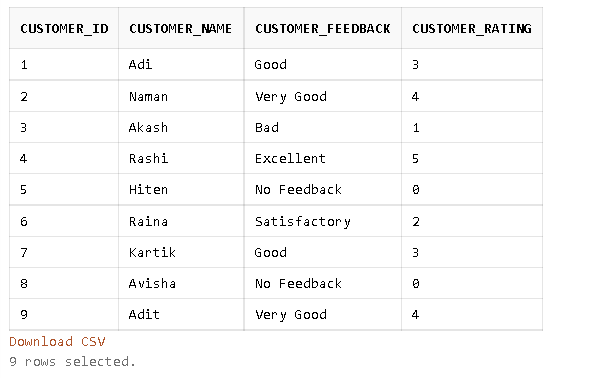 CUSTOMER_ID CUSTOMER_NAME CUSTOMER_FEEDBACK CUSTOMER_RATING
1 Adi Good 3
2 Naman Very Good 4
3 Akash Bad 1
4 Rashi Excellent 5
5 Hiten No Feedback 0
6 Raina Satisfactory 2
7 Kartik Good 3
8 Avisha No Feedback 0
9 Adit Very Good 4
Download CSV
9 rows selected.